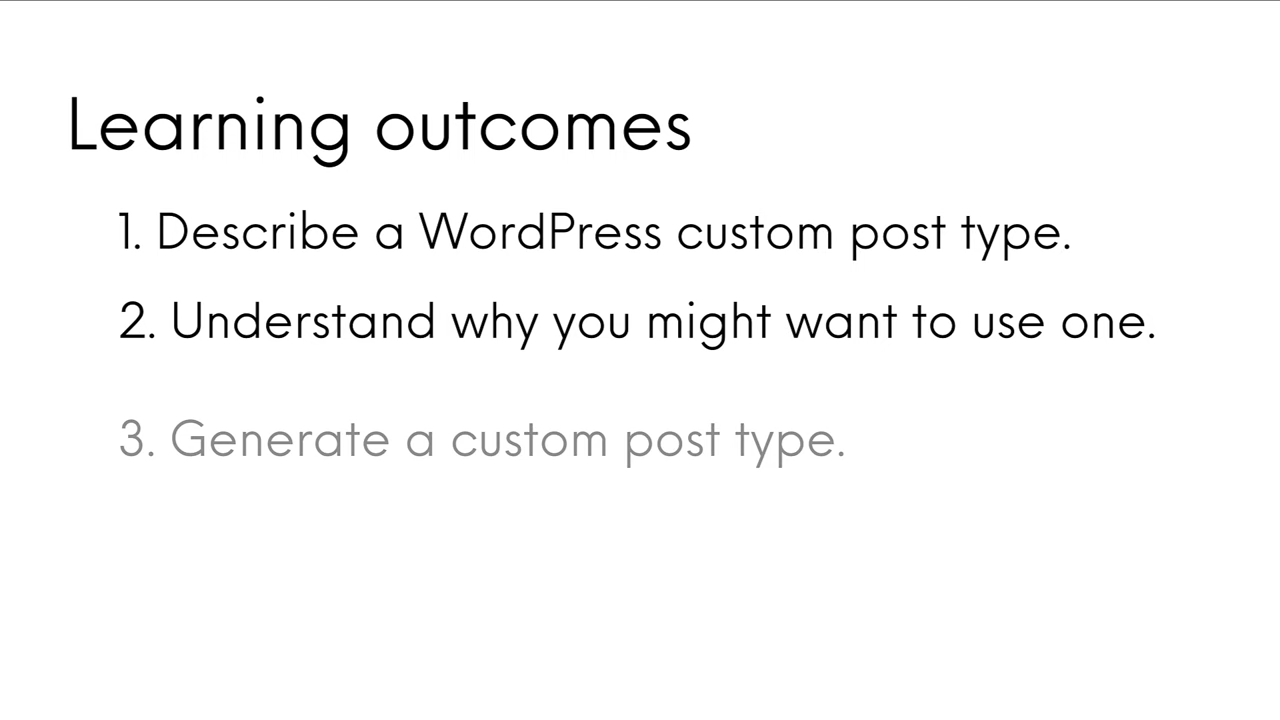 Learning outcomes
1. Describe a WordPress custom post type.
2. Understand why you might want to use one.
3. Generate a custom post type.